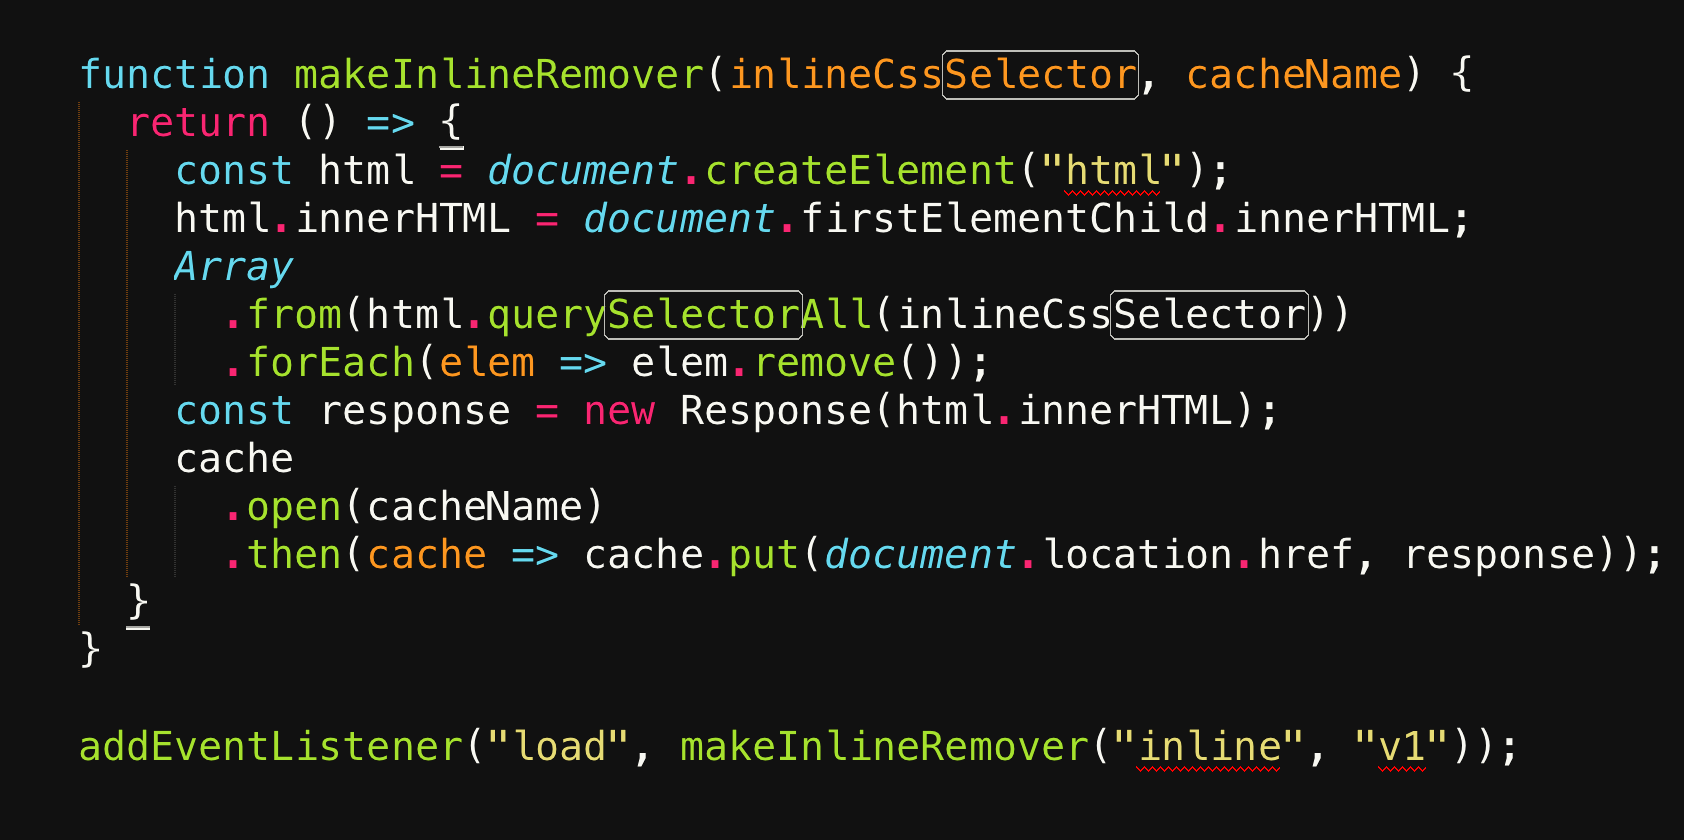 function makeInlineRemover(inlineCssSelector, cacheName) {
  return () => {
    const html = document.createElement("html");
    html.innerHTML = document.firstElementChild.innerHTML;
    Array
      .from(html.querySelectorAll(inlineCssSelector))
      .forEach(elem => elem.remove());
    const response = new Response(html.innerHTML);
    cache
      .open(cacheName)
      .then(cache => cache.put(document.location.href, response));
  }
}
addEventListener("load", makeInlineRemover("inline", "v1"));